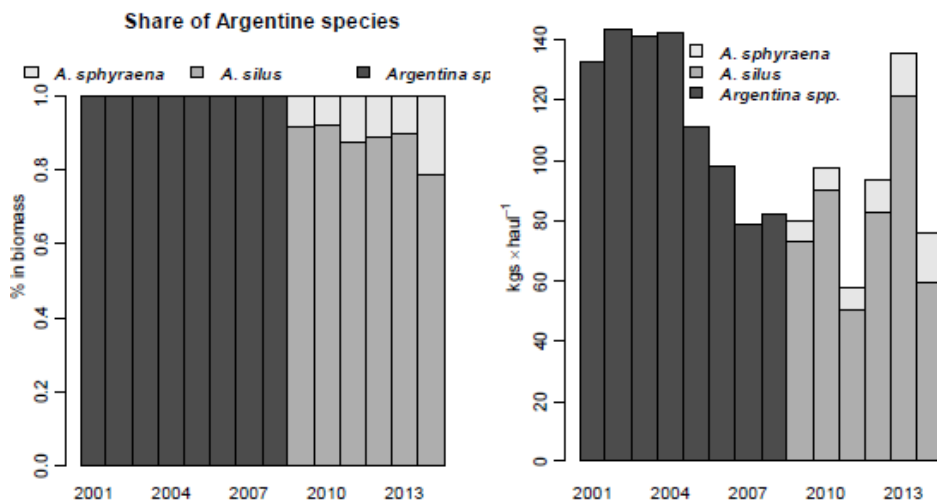 Share of Argentine species
A. sphyraena
A. silus
Argentina sp
% in biomass
0.0
0.2
0.4
0.6
0.8
1.0
2001
2004
2007
2010
2013
A. sphyraena
A. silus
Argentina spp.
kgs × haul⁻¹
0
20
40
60
80
100
120
140
2001
2004
2007
2010
2013